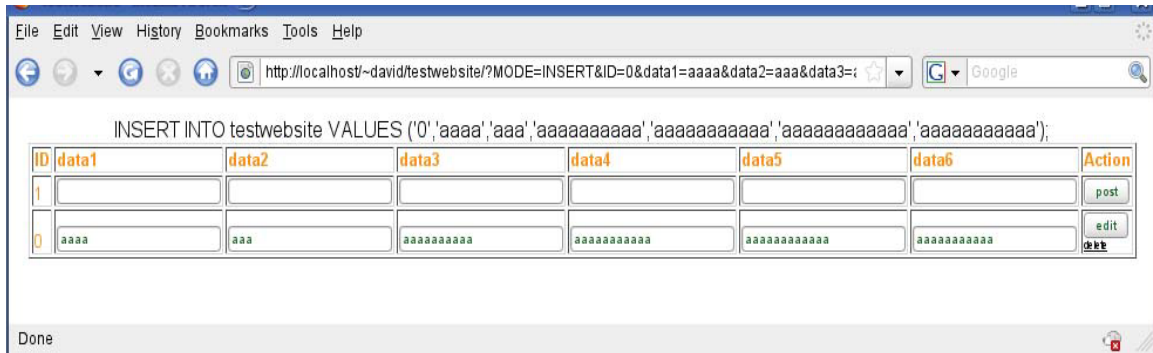 File Edit View History Bookmarks Tools Help
http://localhost/~david/testwebsite/?MODE=INSERT&ID=0&data1=aaaa&data2=aaa&data3=
G Google
INSERT INTO testwebsite VALUES ('0','aaaa','aaa','aaaaaaaaaa','aaaaaaaaaaa','aaaaaaaaaaaa','aaaaaaaaaaa');
ID data1 data2 data3 data4 data5 data6 Action
1 post
0 aaaa aaa aaaaaaaaaa aaaaaaaaaaa aaaaaaaaaaaa aaaaaaaaaaa edit
delete
Done